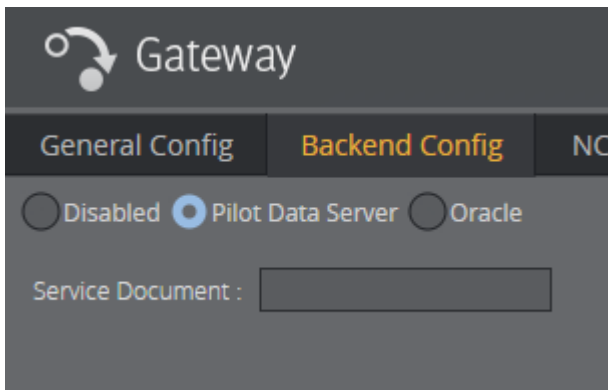 Gateway
General Config Backend Config NC
Disabled Pilot Data Server Oracle
Service Document :